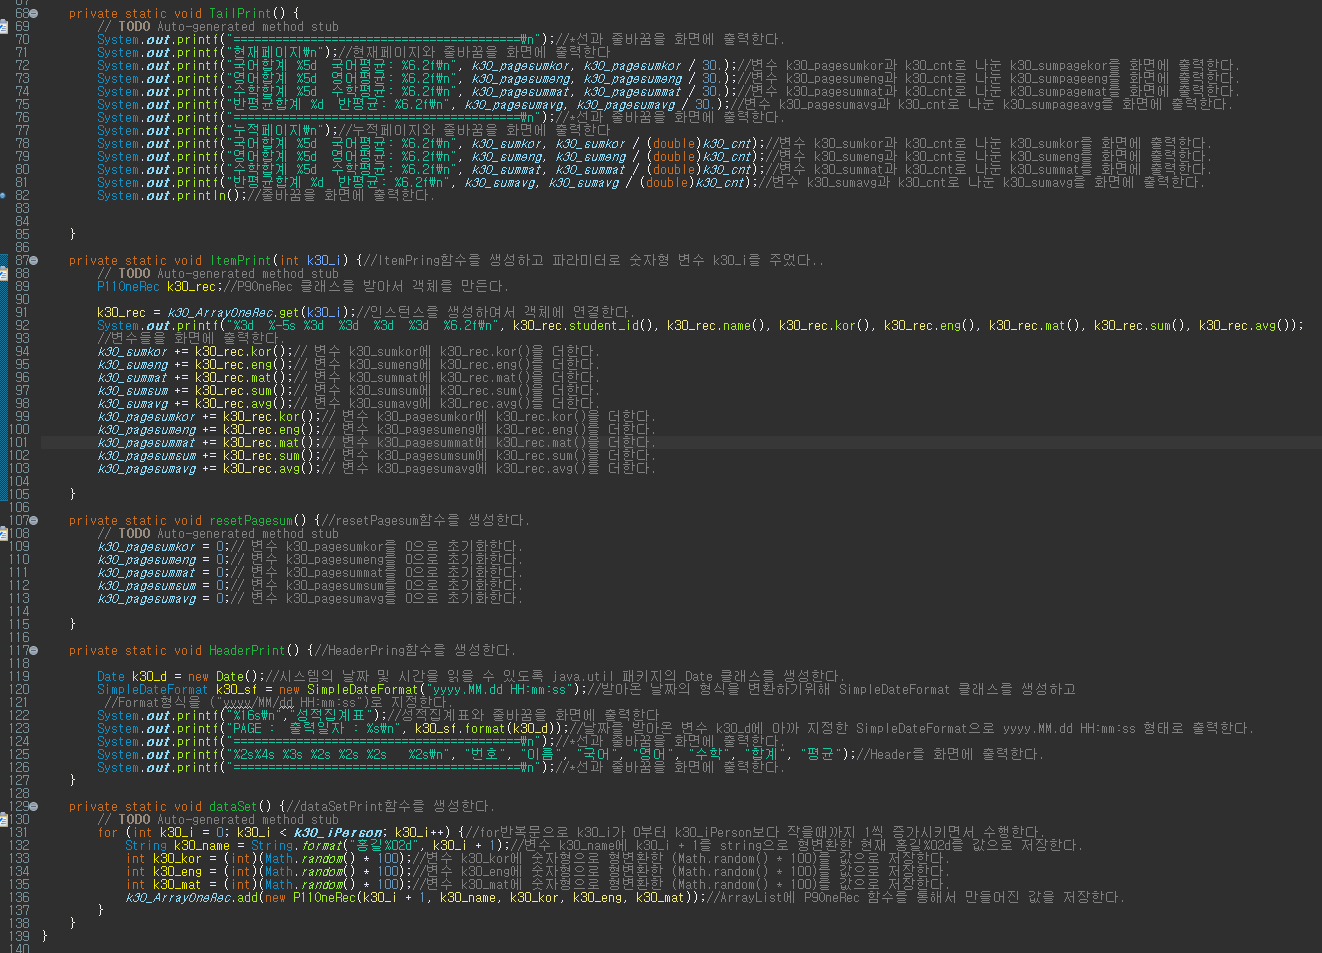 68 private static void TailPrint() {
69 // TODO Auto-generated method stub
70 System.out.printf("=========================================\n");//*선과 줄바꿈을 화면에 출력한다.
71 System.out.printf("현재페이지\n");//현재페이지와 줄바꿈을 화면에 출력한다
72 System.out.printf("국어합계 %5d  국어평균: %6.2f\n", k30_pagesumkor, k30_pagesumkor / 30.);//변수 k30_pagesumkor과 k30_cnt로 나눈 k30_sumpagekor를 화면에 출력한다.
73 System.out.printf("영어합계 %5d  영어평균: %6.2f\n", k30_pagesumeng, k30_pagesumeng / 30.);//변수 k30_pagesumeng과 k30_cnt로 나눈 k30_sumpageeng를 화면에 출력한다.
74 System.out.printf("수학합계 %5d  수학평균: %6.2f\n", k30_pagesummat, k30_pagesummat / 30.);//변수 k30_pagesummat과 k30_cnt로 나눈 k30_sumpagemat를 화면에 출력한다.
75 System.out.printf("반평균합계 %d  반평균: %6.2f\n", k30_pagesumavg, k30_pagesumavg / 30.);//변수 k30_pagesumavg과 k30_cnt로 나눈 k30_sumpageavg를 화면에 출력한다.
76 System.out.printf("=========================================\n");//*선과 줄바꿈을 화면에 출력한다.
77 System.out.printf("누적페이지\n");//누적페이지와 줄바꿈을 화면에 출력한다
78 System.out.printf("국어합계 %5d  국어평균: %6.2f\n", k30_sumkor, k30_sumkor / (double)k30_cnt);//변수 k30_sumkor과 k30_cnt로 나눈 k30_sumkor를 화면에 출력한다.
79 System.out.printf("영어합계 %5d  영어평균: %6.2f\n", k30_sumeng, k30_sumeng / (double)k30_cnt);//변수 k30_sumeng과 k30_cnt로 나눈 k30_sumeng를 화면에 출력한다.
80 System.out.printf("수학합계 %5d  수학평균: %6.2f\n", k30_summat, k30_summat / (double)k30_cnt);//변수 k30_summat과 k30_cnt로 나눈 k30_summat를 화면에 출력한다.
81 System.out.printf("반평균합계 %d  반평균: %6.2f\n", k30_sumavg, k30_sumavg / (double)k30_cnt);//변수 k30_sumavg과 k30_cnt로 나눈 k30_sumavg를 화면에 출력한다.
82 System.out.println();//줄바꿈을 화면에 출력한다.
83
84
85 }
86
87 private static void ItemPrint(int k30_i) {//ItemPring함수를 생성하고 파라미터로 숫자형 변수 k30_i를 주었다..
88 // TODO Auto-generated method stub
89 P110neRec k30_rec;//P90neRec 클래스를 받아서 객체를 만든다.
90
91 k30_rec = k30_ArrayOneRec.get(k30_i);//인스턴스를 생성하여서 객체에 연결한다.
92 System.out.printf("%3d  %-5s %3d  %3d  %3d  %3d  %6.2f\n", k30_rec.student_id(), k30_rec.name(), k30_rec.kor(), k30_rec.eng(), k30_rec.mat(), k30_rec.sum(), k30_rec.avg());
93 //변수들을 화면에 출력한다.
94 k30_sumkor += k30_rec.kor();// 변수 k30_sumkor에 k30_rec.kor()을 더한다.
95 k30_sumeng += k30_rec.eng();// 변수 k30_sumeng에 k30_rec.eng()을 더한다.
96 k30_summat += k30_rec.mat();// 변수 k30_summat에 k30_rec.mat()을 더한다.
97 k30_sumsum += k30_rec.sum();// 변수 k30_sumsum에 k30_rec.sum()을 더한다.
98 k30_sumavg += k30_rec.avg();// 변수 k30_sumavg에 k30_rec.avg()을 더한다.
99 k30_pagesumkor += k30_rec.kor();// 변수 k30_pagesumkor에 k30_rec.kor()을 더한다.
100 k30_pagesumeng += k30_rec.eng();// 변수 k30_pagesumeng에 k30_rec.eng()을 더한다.
101 k30_pagesummat += k30_rec.mat();// 변수 k30_pagesummat에 k30_rec.mat()을 더한다.
102 k30_pagesumsum += k30_rec.sum();// 변수 k30_pagesumsum에 k30_rec.sum()을 더한다.
103 k30_pagesumavg += k30_rec.avg();// 변수 k30_pagesumavg에 k30_rec.avg()을 더한다.
104
105 }
106
107 private static void resetPagesum() {//resetPagesum함수를 생성한다.
108 // TODO Auto-generated method stub
109 k30_pagesumkor = 0;// 변수 k30_pagesumkor를 0으로 초기화한다.
110 k30_pagesumeng = 0;// 변수 k30_pagesumeng를 0으로 초기화한다.
111 k30_pagesummat = 0;// 변수 k30_pagesummat를 0으로 초기화한다.
112 k30_pagesumsum = 0;// 변수 k30_pagesumsum를 0으로 초기화한다.
113 k30_pagesumavg = 0;// 변수 k30_pagesumavg를 0으로 초기화한다.
114
115 }
116
117 private static void HeaderPrint() {//HeaderPring함수를 생성한다.
118
119 Date k30_d = new Date();//시스템의 날짜 및 시간을 읽을 수 있도록 java.util 패키지의 Date 클래스를 생성한다.
120 SimpleDateFormat k30_sf = new SimpleDateFormat("yyyy.MM.dd HH:mm:ss");//받아온 날짜의 형식을 변환하기위해 SimpleDateFormat 클래스를 생성하고
121 //Format형식을 ("yyyy/MM/dd HH:mm:ss")로 지정한다.
122 System.out.printf("%16s\n","성적집계표");//성적집계표와 줄바꿈을 화면에 출력한다
123 System.out.printf("PAGE :  출력일자 : %s\n", k30_sf.format(k30_d));//날짜를 받아온 변수 k30_d에 아까 지정한 SimpleDateFormat으로 yyyy.MM.dd HH:mm:ss 형태로 출력한다.
124 System.out.printf("=========================================\n");//*선과 줄바꿈을 화면에 출력한다.
125 System.out.printf("%2s%4s %3s %2s %2s %2s   %2s\n", "번호", "이름", "국어", "영어", "수학", "합계", "평균");//Header를 화면에 출력한다.
126 System.out.printf("=========================================\n");//*선과 줄바꿈을 화면에 출력한다.
127 }
128
129 private static void dataSet() {//dataSetPrint함수를 생성한다.
130 // TODO Auto-generated method stub
131 for (int k30_i = 0; k30_i < k30_iPerson; k30_i++) {//for반복문으로 k30_i가 0부터 k30_iPerson보다 작을때까지 1씩 증가시키면서 수행한다.
132 String k30_name = String.format("홍길%02d", k30_i + 1);//변수 k30_name에 k30_i + 1를 string으로 형변환한 현재 홍길%02d를 값으로 저장한다.
133 int k30_kor = (int)(Math.random() * 100);//변수 k30_kor에 숫자형으로 형변환한 (Math.random() * 100)를 값으로 저장한다.
134 int k30_eng = (int)(Math.random() * 100);//변수 k30_eng에 숫자형으로 형변환한 (Math.random() * 100)를 값으로 저장한다.
135 int k30_mat = (int)(Math.random() * 100);//변수 k30_mat에 숫자형으로 형변환한 (Math.random() * 100)를 값으로 저장한다.
136 k30_ArrayOneRec.add(new P110neRec(k30_i + 1, k30_name, k30_kor, k30_eng, k30_mat));//ArrayList에 P90neRec 함수를 통해서 만들어진 값을 저장한다.
137 }
138 }
139 }
140